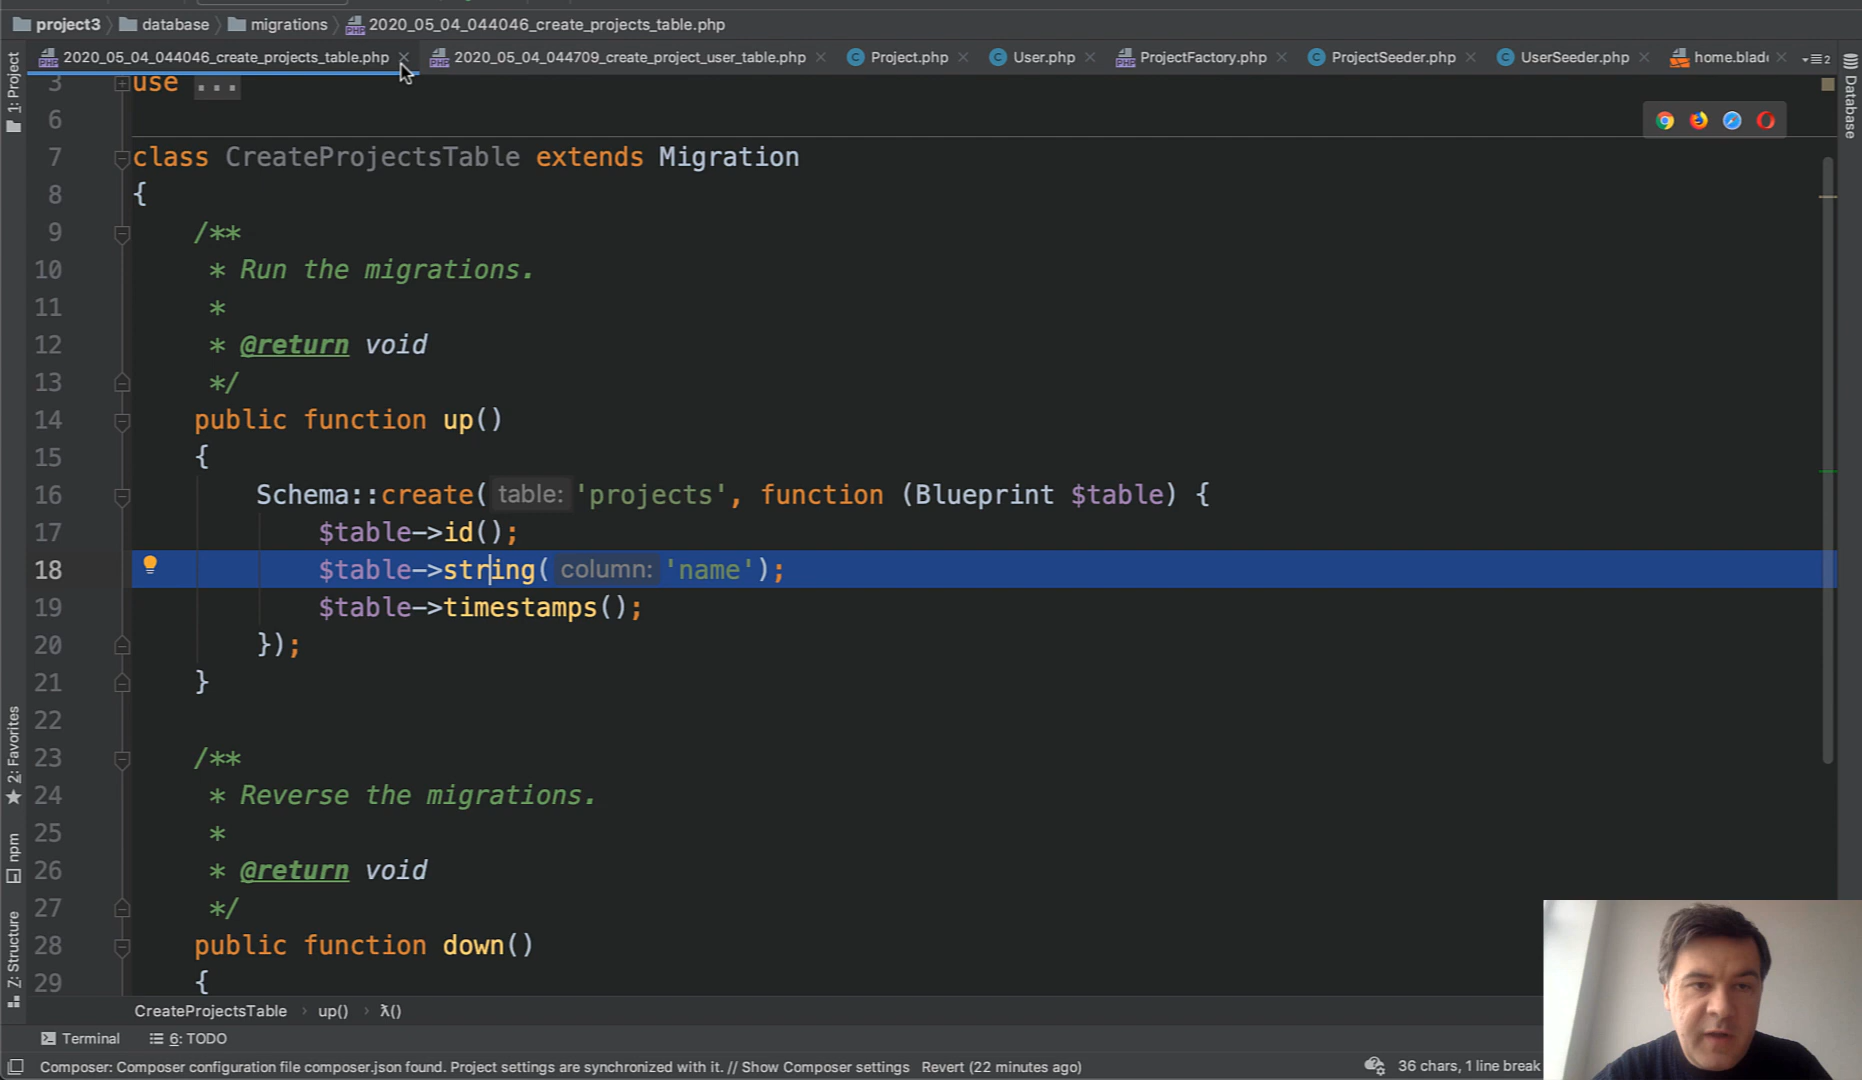 project3 database migrations 2020_05_04_044046_create_projects_table.php
2020_05_04_044046_create_projects_table.php 2020_05_04_044709_create_project_user_table.php Project.php User.php ProjectFactory.php ProjectSeeder.php UserSeeder.php home.blade 2
1: Project
Database
3 use ...
6
7 class CreateProjectsTable extends Migration
8 {
9 /**
10 * Run the migrations.
11 *
12 * @return void
13 */
14 public function up()
15 {
16 Schema::create( table: 'projects', function (Blueprint $table) {
17 $table->id();
18 $table->string( column: 'name');
19 $table->timestamps();
20 });
21 }
22
23 /**
24 * Reverse the migrations.
25 *
26 * @return void
27 */
28 public function down()
29 {
2: Favorites
npm
Z: Structure
CreateProjectsTable up() λ()
Terminal 6: TODO
Composer: Composer configuration file composer.json found. Project settings are synchronized with it. // Show Composer settings Revert (22 minutes ago) 36 chars, 1 line break